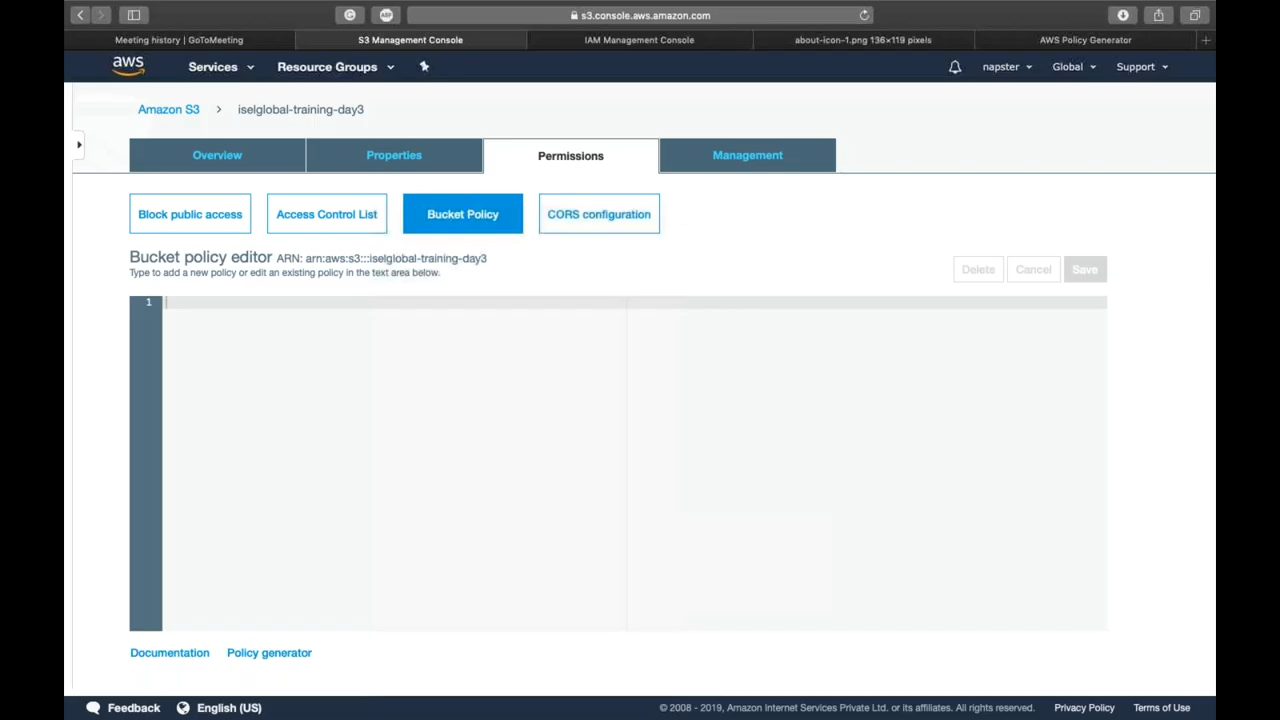 s3.console.aws.amazon.com
Meeting history | GoToMeeting S3 Management Console IAM Management Console about-icon-1.png 136×119 pixels AWS Policy Generator
aws Services Resource Groups napster Global Support
Amazon S3 > iselglobal-training-day3
Overview Properties Permissions Management
Block public access Access Control List Bucket Policy CORS configuration
Bucket policy editor ARN: arn:aws:s3:::iselglobal-training-day3
Type to add a new policy or edit an existing policy in the text area below.
Delete Cancel Save
1
Documentation Policy generator
Feedback English (US) © 2008 - 2019, Amazon Internet Services Private Ltd. or its affiliates. All rights reserved. Privacy Policy Terms of Use